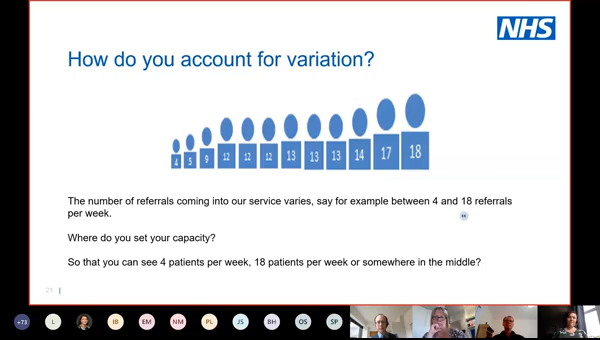 NHS
How do you account for variation?
4 5 9 12 12 12 13 13 13 14 17 18
The number of referrals coming into our service varies, say for example between 4 and 18 referrals
per week.
Where do you set your capacity?
So that you can see 4 patients per week, 18 patients per week or somewhere in the middle?
21 |
+73 L IB EM NM PL JS BH OS SP